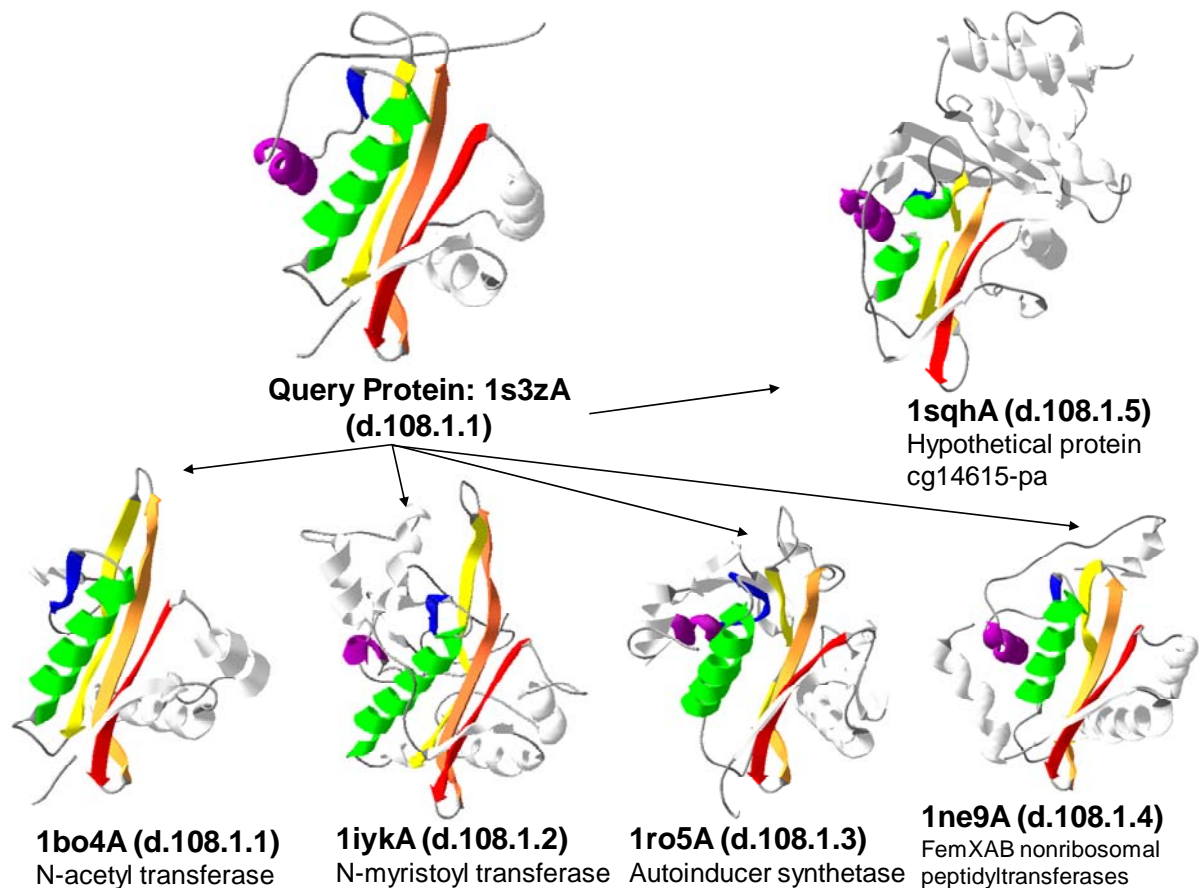 Query Protein: 1s3zA
(d.108.1.1)
1sqhA (d.108.1.5)
Hypothetical protein
cg14615-pa
1bo4A (d.108.1.1)
N-acetyl transferase
1iykA (d.108.1.2)
N-myristoyl transferase
1ro5A (d.108.1.3)
Autoinducer synthetase
1ne9A (d.108.1.4)
FemXAB nonribosomal
peptidyltransferases